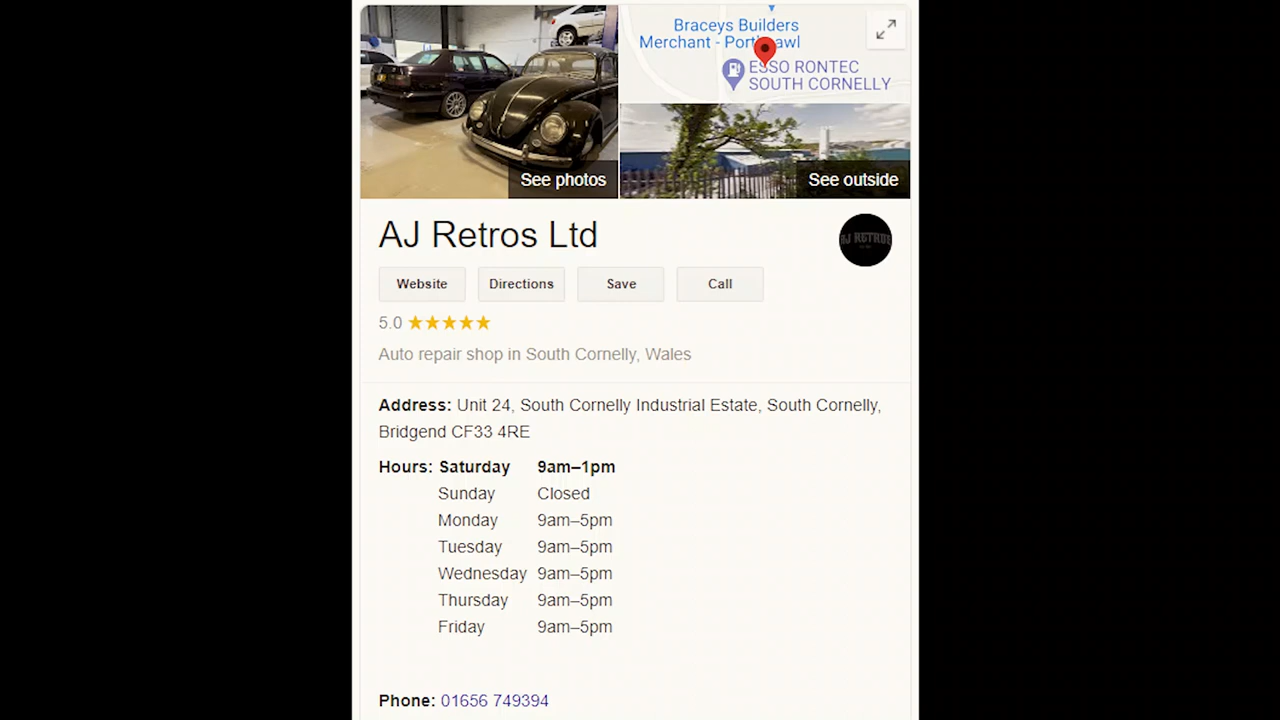 Braceys Builders
Merchant - Porthcawl
ESSO RONTEC
SOUTH CORNELLY
See photos
See outside
AJ Retros Ltd
AJ RETROS
Website
Directions
Save
Call
5.0
Auto repair shop in South Cornelly, Wales
Address: Unit 24, South Cornelly Industrial Estate, South Cornelly,
Bridgend CF33 4RE
Hours: Saturday 9am–1pm
Sunday Closed
Monday 9am–5pm
Tuesday 9am–5pm
Wednesday 9am–5pm
Thursday 9am–5pm
Friday 9am–5pm
Phone: 01656 749394